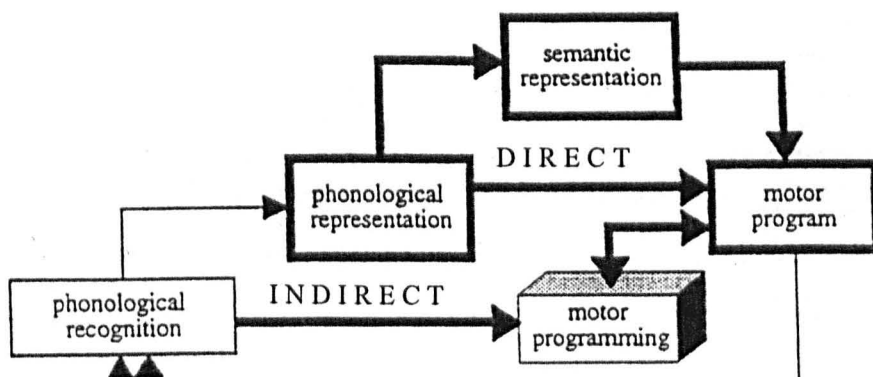 semantic
representation
DIRECT
phonological
representation
motor
program
INDIRECT
phonological
recognition
motor
programming